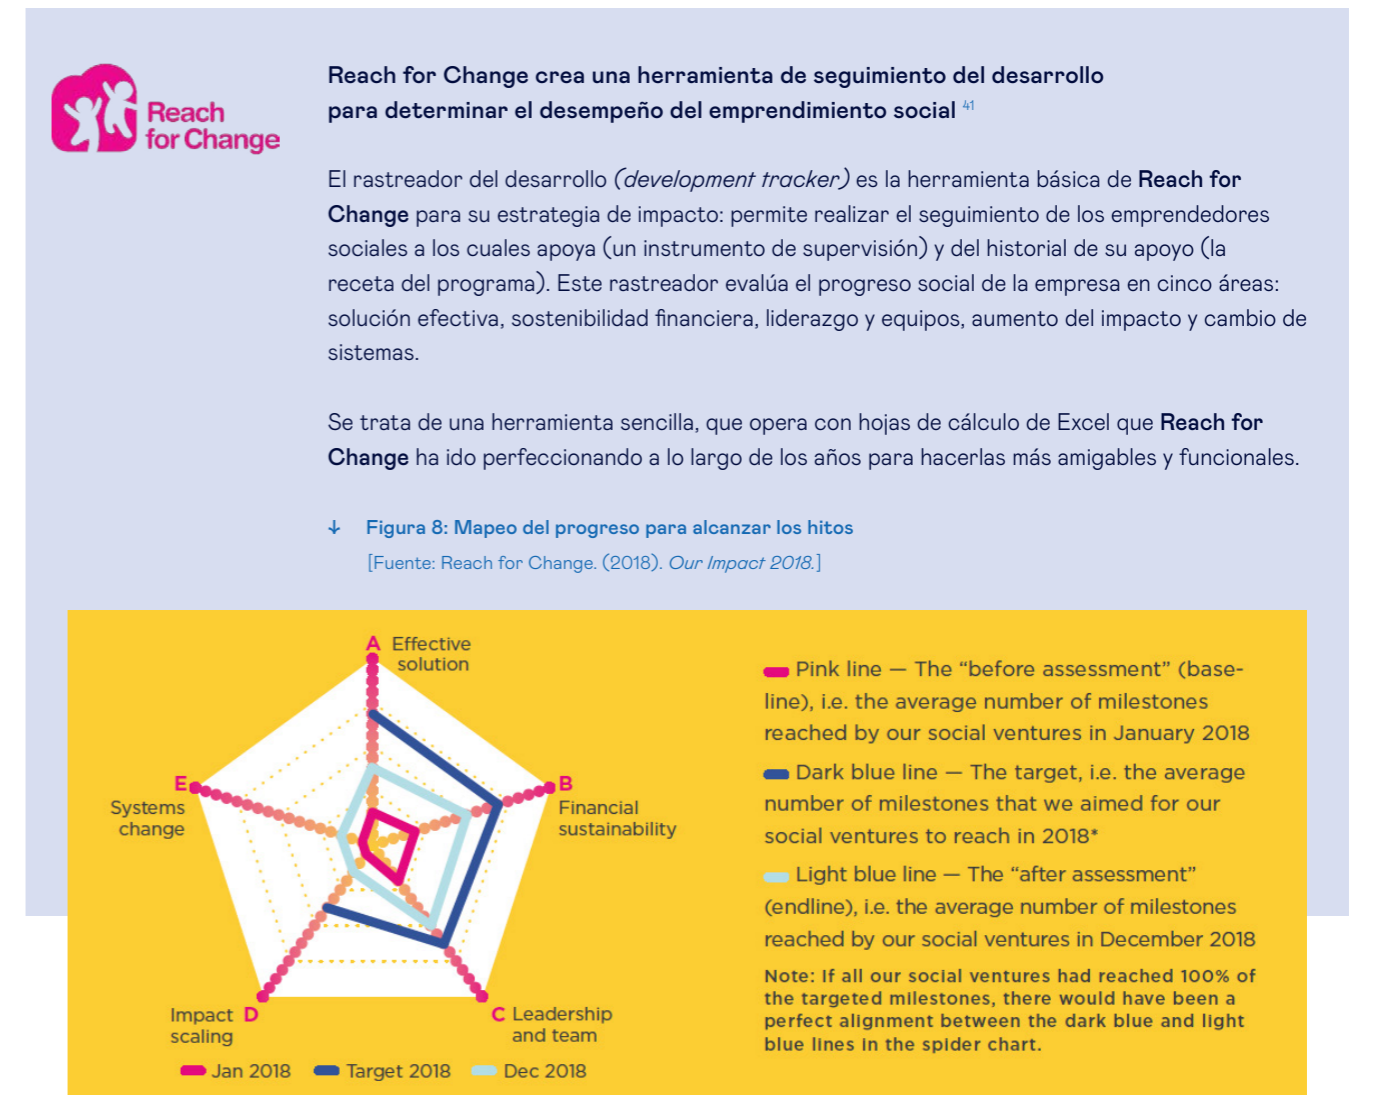 Reach
for Change
Reach for Change crea una herramienta de seguimiento del desarrollo
para determinar el desempeño del emprendimiento social 41
El rastreador del desarrollo (development tracker) es la herramienta básica de Reach for
Change para su estrategia de impacto: permite realizar el seguimiento de los emprendedores
sociales a los cuales apoya (un instrumento de supervisión) y del historial de su apoyo (la
receta del programa). Este rastreador evalúa el progreso social de la empresa en cinco áreas:
solución efectiva, sostenibilidad financiera, liderazgo y equipos, aumento del impacto y cambio de
sistemas.
Se trata de una herramienta sencilla, que opera con hojas de cálculo de Excel que Reach for
Change ha ido perfeccionando a lo largo de los años para hacerlas más amigables y funcionales.
↓ Figura 8: Mapeo del progreso para alcanzar los hitos
[Fuente: Reach for Change. (2018). Our Impact 2018.]
A Effective
solution
E
Systems
change
B
Financial
sustainability
Impact D
scaling
C Leadership
and team
Jan 2018 Target 2018 Dec 2018
Pink line — The “before assessment” (base-
line), i.e. the average number of milestones
reached by our social ventures in January 2018
Dark blue line — The target, i.e. the average
number of milestones that we aimed for our
social ventures to reach in 2018*
Light blue line — The “after assessment”
(endline), i.e. the average number of milestones
reached by our social ventures in December 2018
Note: If all our social ventures had reached 100% of
the targeted milestones, there would have been a
perfect alignment between the dark blue and light
blue lines in the spider chart.